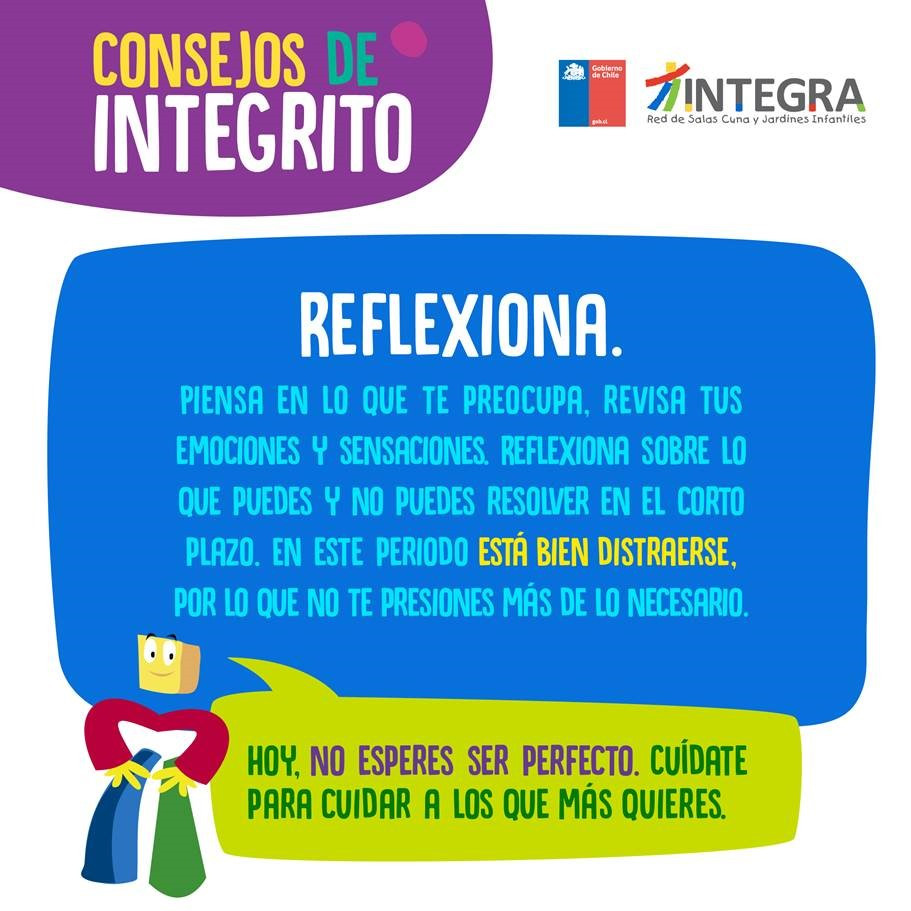 CONSEJOS DE
INTEGRITO
Gobierno
de Chile
gob.cl
INTEGRA
Red de Salas Cuna y Jardines Infantiles
REFLEXIONA.
PIENSA EN LO QUE TE PREOCUPA, REVISA TUS
EMOCIONES Y SENSACIONES. REFLEXIONA SOBRE LO
QUE PUEDES Y NO PUEDES RESOLVER EN EL CORTO
PLAZO. EN ESTE PERIODO ESTÁ BIEN DISTRAERSE,
POR LO QUE NO TE PRESIONES MÁS DE LO NECESARIO.
HOY, NO ESPERES SER PERFECTO. CUÍDATE
PARA CUIDAR A LOS QUE MÁS QUIERES.